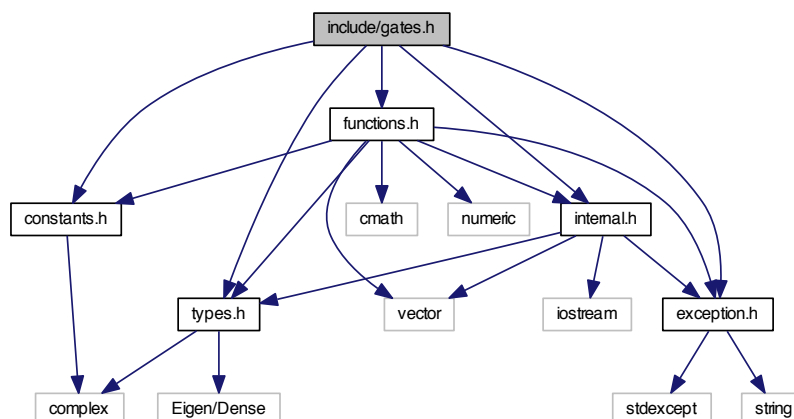 include/gates.h
functions.h
constants.h
cmath
numeric
internal.h
types.h
vector
iostream
exception.h
complex
Eigen/Dense
stdexcept
string